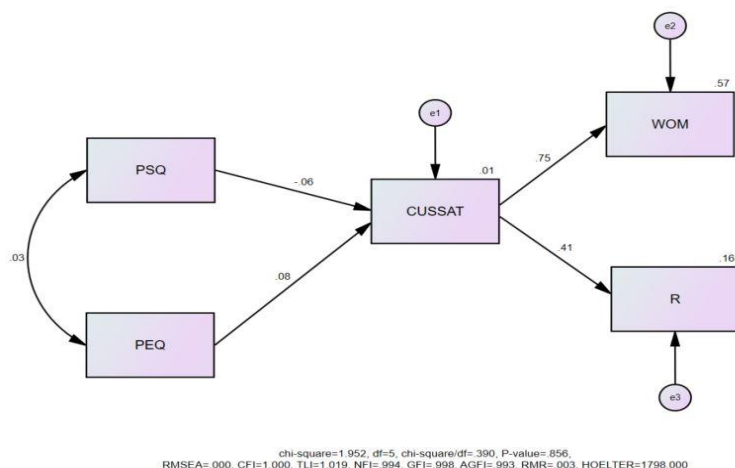 e2
.57
WOM
e1
.75
PSQ
-.06
.01
CUSSAT
.03
.08
.41
.16
R
PEQ
e3
chi-square=1.952, df=5, chi-square/df=.390, P-value=.856,
RMSEA=.000, CFI=1.000, TLI=1.019, NFI=.994, GFI=.998, AGFI=.993, RMR=.003, HOELTER=1798.000